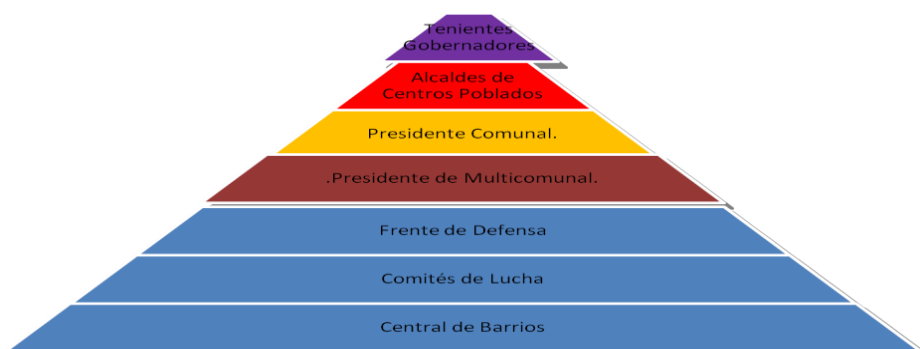 Tenientes
Gobernadores
Alcaldes de
Centros Poblados
Presidente Comunal.
.Presidente de Multicomunal.
Frente de Defensa
Comités de Lucha
Central de Barrios